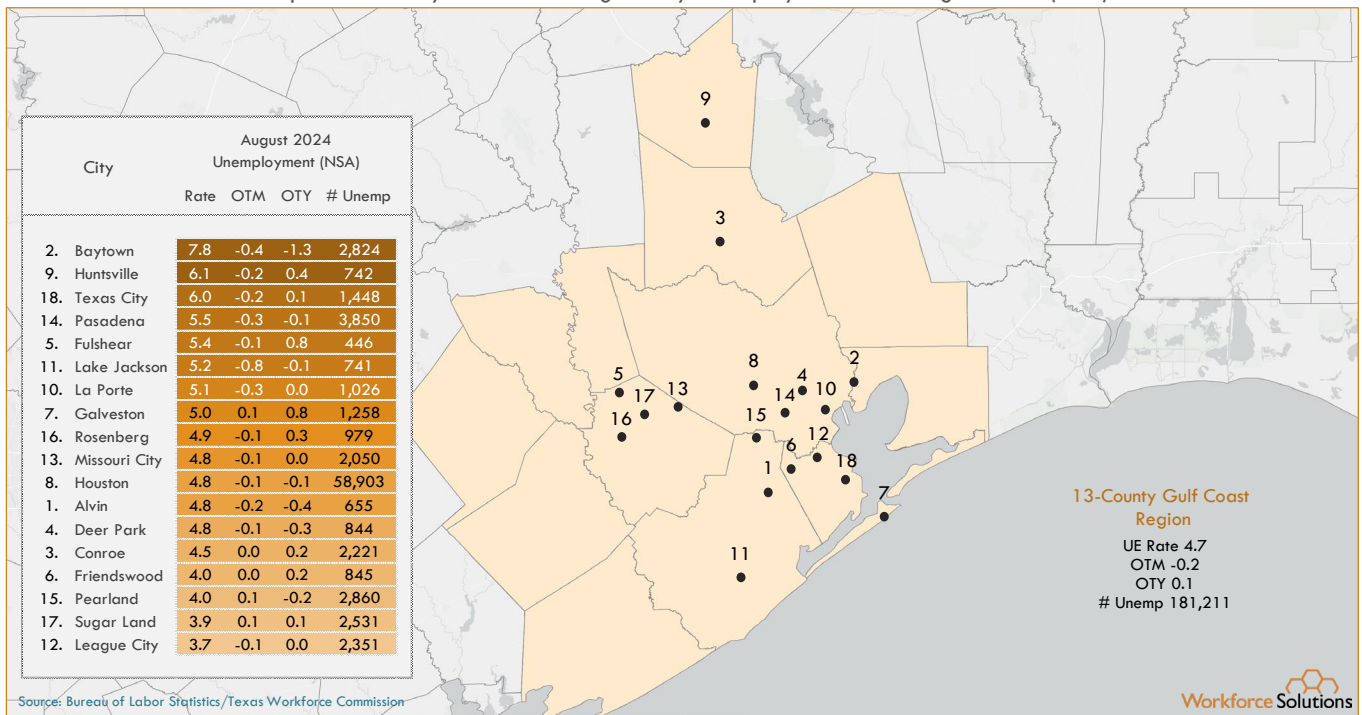 City
August 2024
Unemployment (NSA)
Rate OTM OTY # Unemp
2. Baytown 7.8 -0.4 -1.3 2,824
9. Huntsville 6.1 -0.2 0.4 742
18. Texas City 6.0 -0.2 0.1 1,448
14. Pasadena 5.5 -0.3 -0.1 3,850
5. Fulshear 5.4 -0.1 0.8 446
11. Lake Jackson 5.2 -0.8 -0.1 741
10. La Porte 5.1 -0.3 0.0 1,026
7. Galveston 5.0 0.1 0.8 1,258
16. Rosenberg 4.9 -0.1 0.3 979
13. Missouri City 4.8 -0.1 0.0 2,050
8. Houston 4.8 -0.1 -0.1 58,903
1. Alvin 4.8 -0.2 -0.4 655
4. Deer Park 4.8 -0.1 -0.3 844
3. Conroe 4.5 0.0 0.2 2,221
6. Friendswood 4.0 0.0 0.2 845
15. Pearland 4.0 0.1 -0.2 2,860
17. Sugar Land 3.9 0.1 0.1 2,531
12. League City 3.7 -0.1 0.0 2,351
Source: Bureau of Labor Statistics/Texas Workforce Commission
9
3
8
2
5
4
17
13
14
10
16
15
12
6
1
18
7
11
13-County Gulf Coast
Region
UE Rate 4.7
OTM -0.2
OTY 0.1
# Unemp 181,211
Workforce Solutions